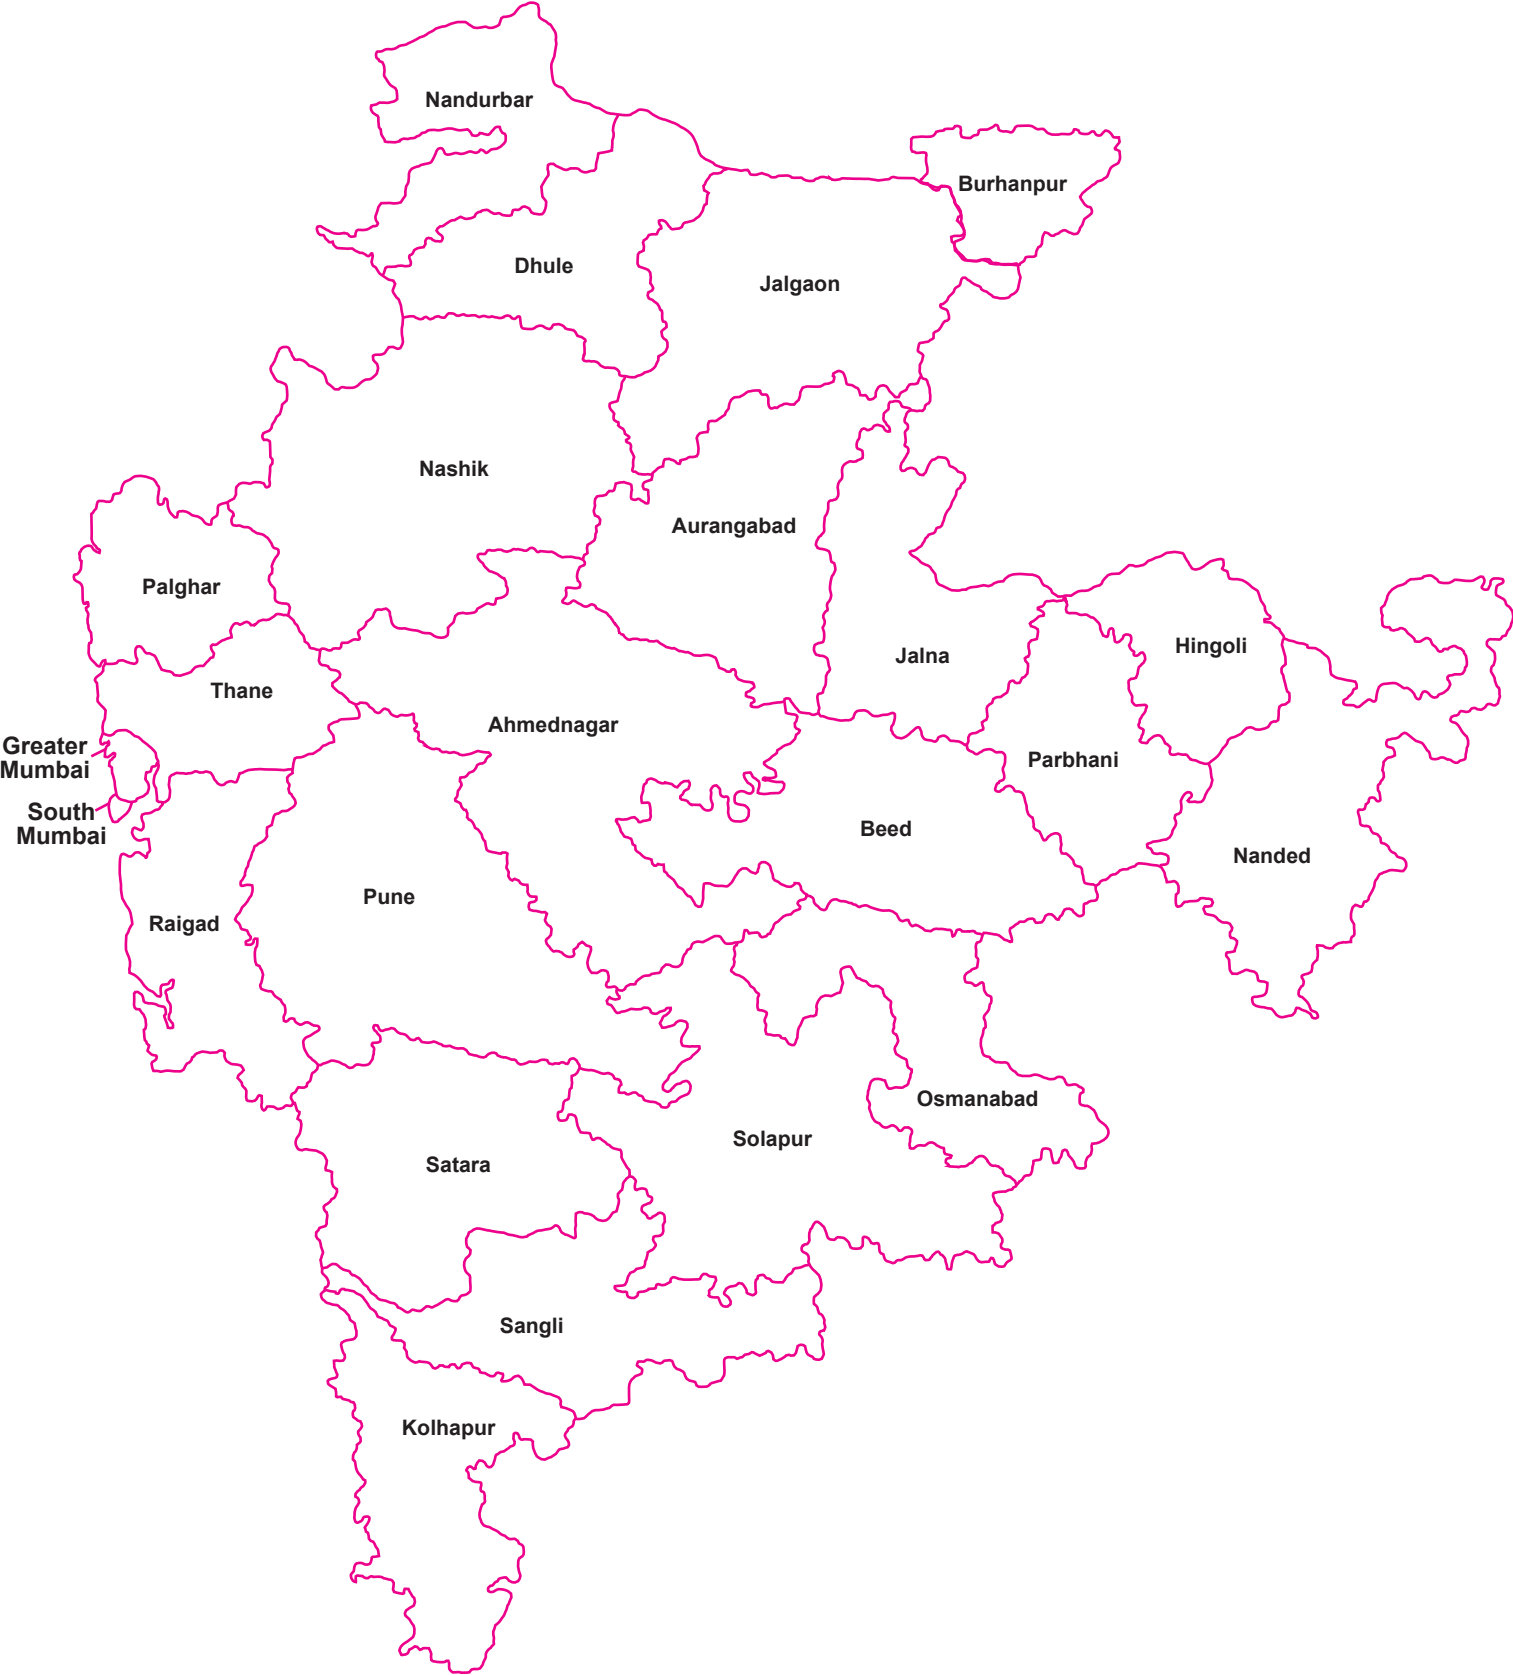 Nandurbar
Burhanpur
Dhule
Jalgaon
Nashik
Aurangabad
Palghar
Hingoli
Jalna
Thane
Ahmednagar
Greater
Mumbai
Parbhani
South
Mumbai
Beed
Nanded
Pune
Raigad
Osmanabad
Solapur
Satara
Sangli
Kolhapur